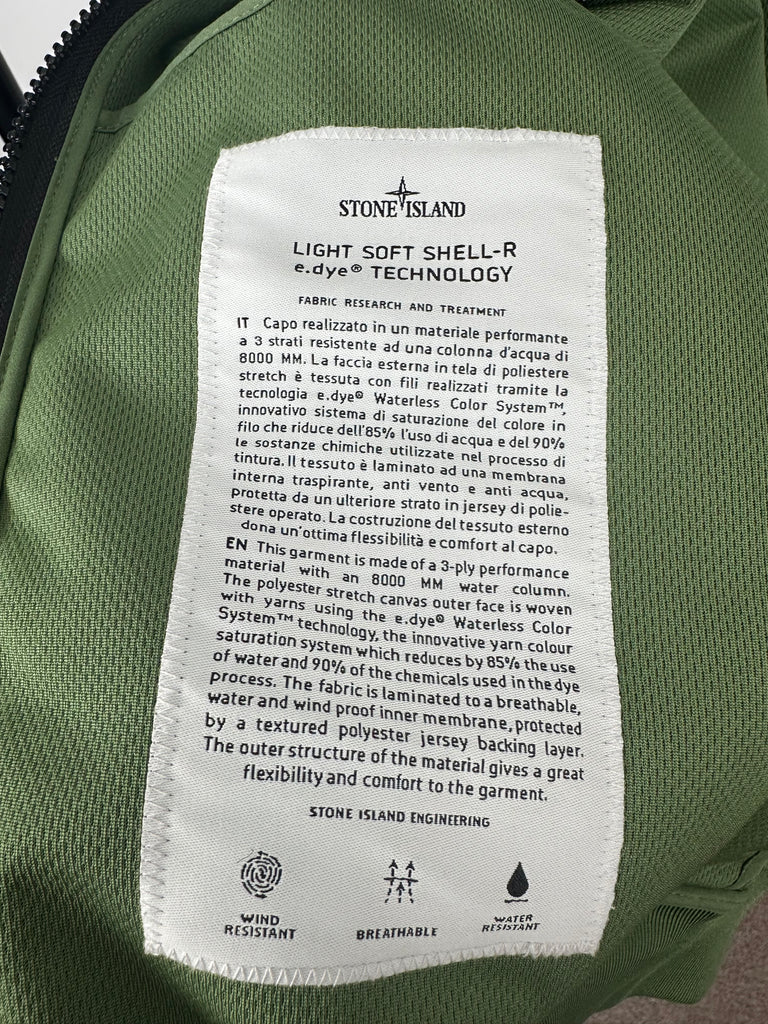 STONE ISLAND
LIGHT SOFT SHELL-R
e.dye® TECHNOLOGY
FABRIC RESEARCH AND TREATMENT
IT Capo realizzato in un materiale performante
a 3 strati resistente ad una colonna d'acqua di
8000 MM. La faccia esterna in tela di poliestere
stretch è tessuta con fili realizzati tramite la
tecnologia e.dye® Waterless Color System™,
innovativo sistema di saturazione del colore in
filo che riduce dell'85% l'uso di acqua e del 90%
le sostanze chimiche utilizzate nel processo di
tintura. Il tessuto è laminato ad una membrana
interna traspirante, anti vento e anti acqua,
protetta da un ulteriore strato in jersey di polie-
stere operato. La costruzione del tessuto esterno
dona un'ottima flessibilità e comfort al capo.
EN This garment is made of a 3-ply performance
material with an 8000 MM water column.
The polyester stretch canvas outer face is woven
with yarns using the e.dye® Waterless Color
System™ technology, the innovative yarn colour
saturation system which reduces by 85% the use
of water and 90% of the chemicals used in the dye
process. The fabric is laminated to a breathable,
water and wind proof inner membrane, protected
by a textured polyester jersey backing layer.
The outer structure of the material gives a great
flexibility and comfort to the garment.
STONE ISLAND ENGINEERING
WIND
RESISTANT
BREATHABLE
WATER
RESISTANT